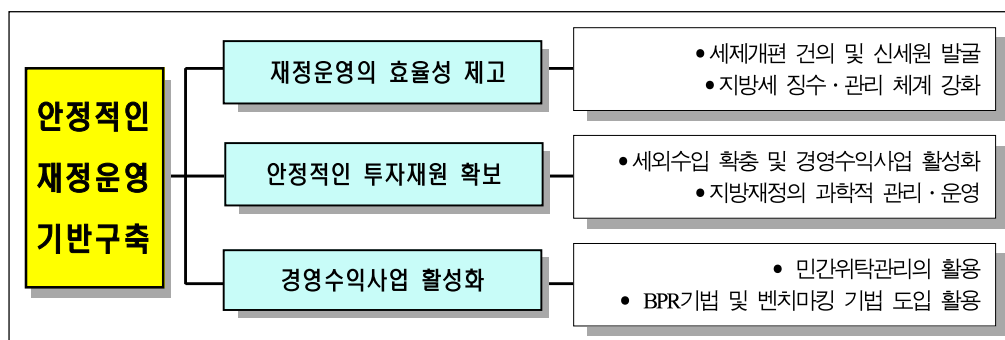 안정적인
재정운영
기반구축
재정운영의 효율성 제고
• 세제개편 건의 및 신세원 발굴
• 지방세 징수 · 관리 체계 강화
안정적인 투자재원 확보
• 세외수입 확충 및 경영수익사업 활성화
• 지방재정의 과학적 관리 · 운영
경영수익사업 활성화
• 민간위탁관리의 활용
• BPR기법 및 벤치마킹 기법 도입 활용